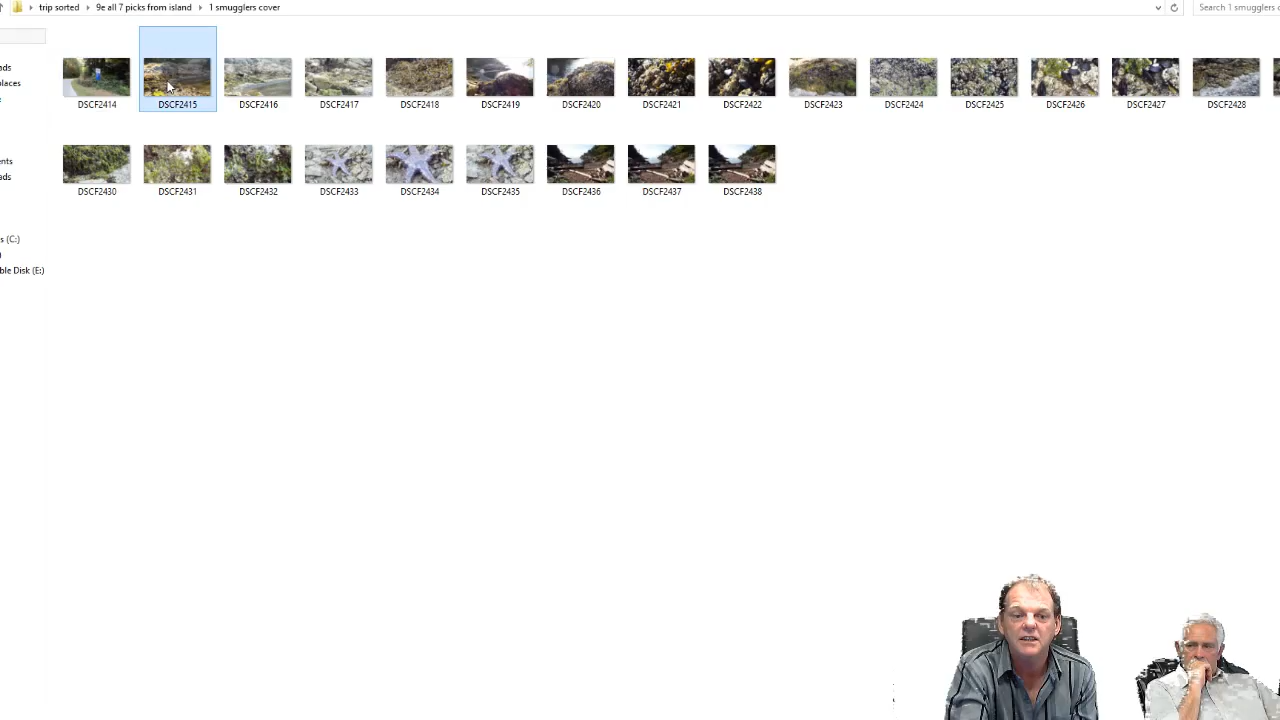 trip sorted 9e all 7 picks from island 1 smugglers cover
Search 1 smugglers c
ads
places
DSCF2414 DSCF2415 DSCF2416 DSCF2417 DSCF2418 DSCF2419 DSCF2420 DSCF2421 DSCF2422 DSCF2423 DSCF2424 DSCF2425 DSCF2426 DSCF2427 DSCF2428
ents
ads
DSCF2430 DSCF2431 DSCF2432 DSCF2433 DSCF2434 DSCF2435 DSCF2436 DSCF2437 DSCF2438
s (C:)
ble Disk (E:)